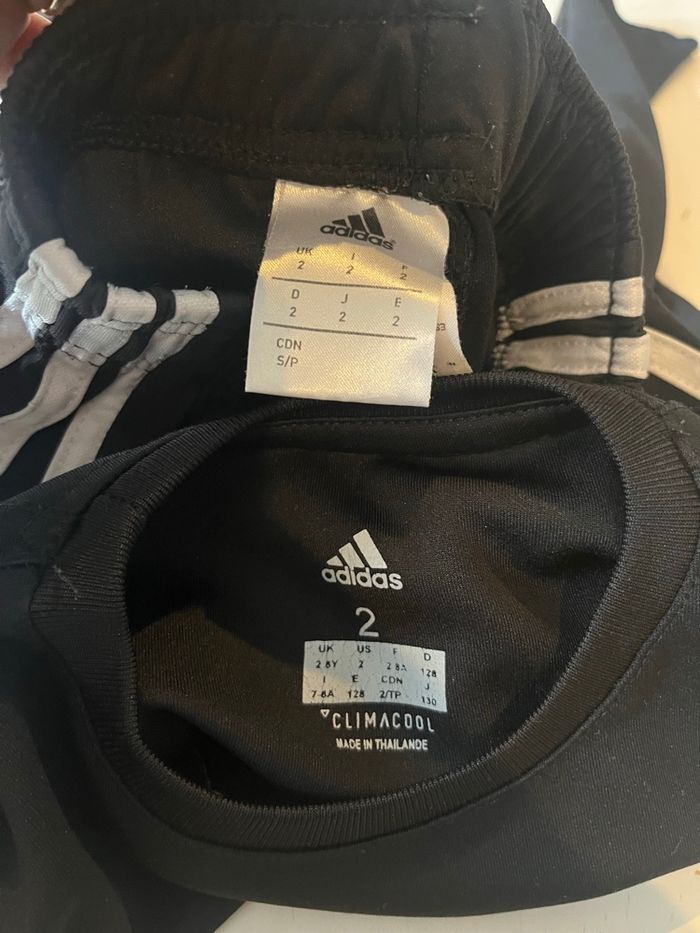 adidas
UK I F
2 2 2
D J E
2 2 2
CDN
S/P
adidas
2
UK US F D
2 8Y 2 2 8A 128
I E CDN J
7-8A 128 2/TP 130
CLIMACOOL
MADE IN THAILANDE